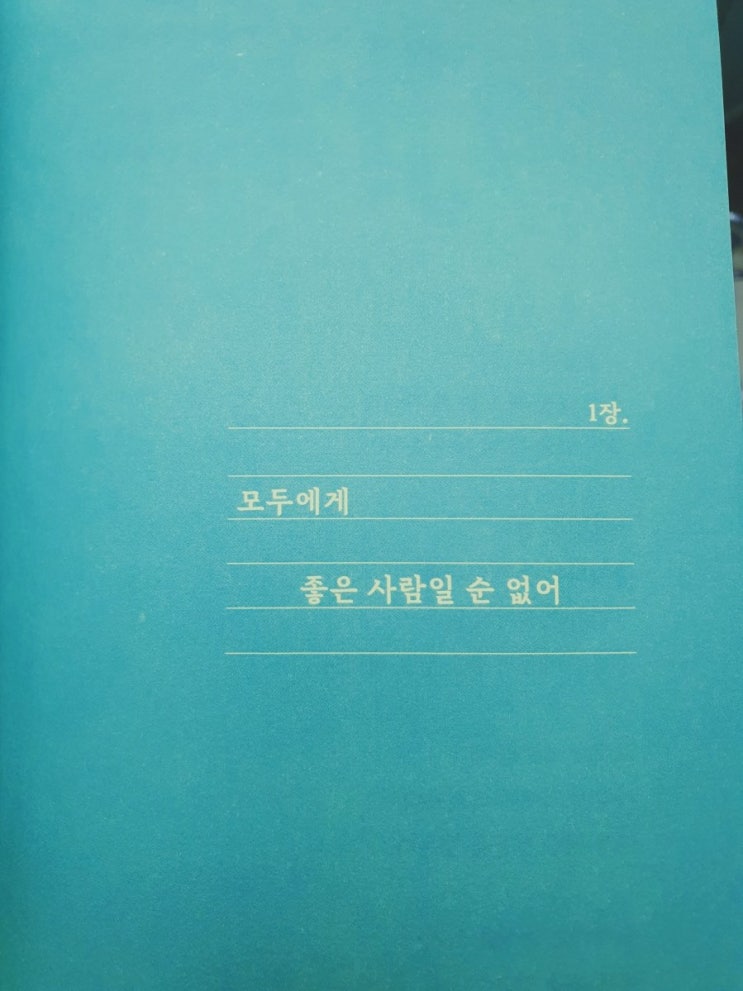 1장.
모두에게
좋은 사람일 순 없어